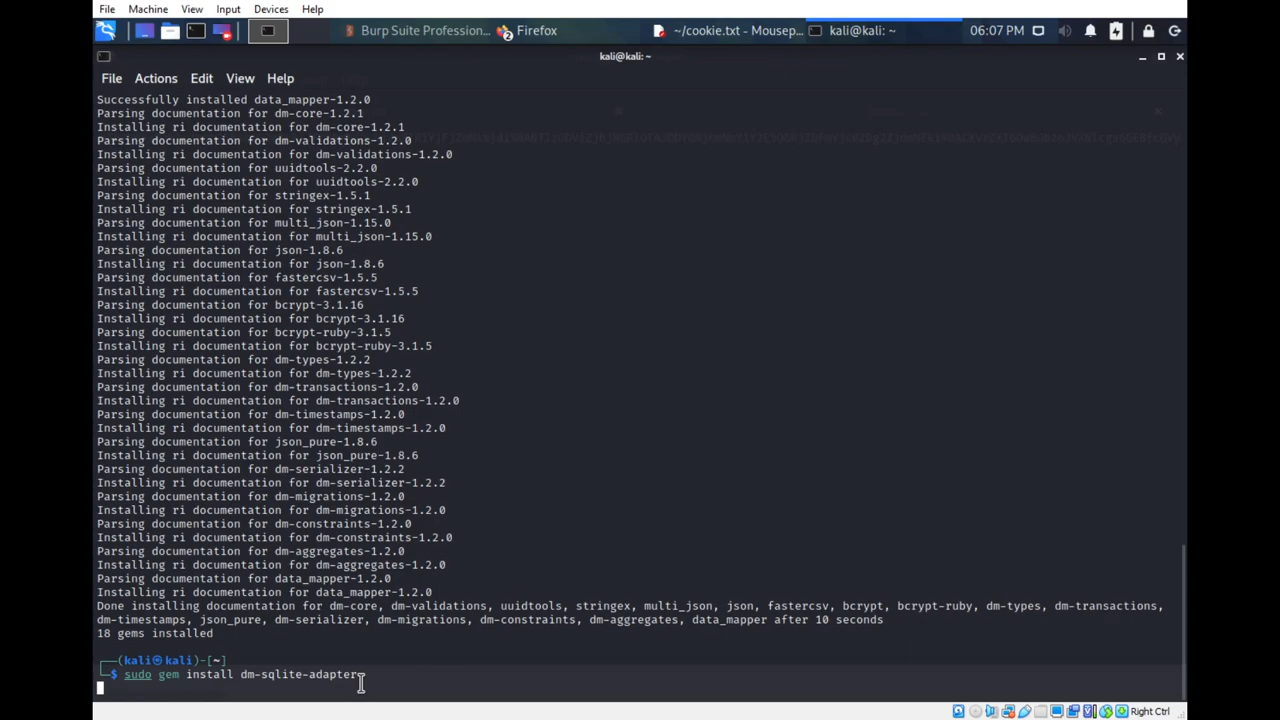 File Machine View Input Devices Help
Burp Suite Profession... 2 Firefox ~/cookie.txt - Mousep... kali@kali: ~ 06:07 PM
kali@kali: ~
File Actions Edit View Help
Successfully installed data_mapper-1.2.0
Parsing documentation for dm-core-1.2.1
Installing ri documentation for dm-core-1.2.1
Parsing documentation for dm-validations-1.2.0
Installing ri documentation for dm-validations-1.2.0
Parsing documentation for uuidtools-2.2.0
Installing ri documentation for uuidtools-2.2.0
Parsing documentation for stringex-1.5.1
Installing ri documentation for stringex-1.5.1
Parsing documentation for multi_json-1.15.0
Installing ri documentation for multi_json-1.15.0
Parsing documentation for json-1.8.6
Installing ri documentation for json-1.8.6
Parsing documentation for fastercsv-1.5.5
Installing ri documentation for fastercsv-1.5.5
Parsing documentation for bcrypt-3.1.16
Installing ri documentation for bcrypt-3.1.16
Parsing documentation for bcrypt-ruby-3.1.5
Installing ri documentation for bcrypt-ruby-3.1.5
Parsing documentation for dm-types-1.2.2
Installing ri documentation for dm-types-1.2.2
Parsing documentation for dm-transactions-1.2.0
Installing ri documentation for dm-transactions-1.2.0
Parsing documentation for dm-timestamps-1.2.0
Installing ri documentation for dm-timestamps-1.2.0
Parsing documentation for json_pure-1.8.6
Installing ri documentation for json_pure-1.8.6
Parsing documentation for dm-serializer-1.2.2
Installing ri documentation for dm-serializer-1.2.2
Parsing documentation for dm-migrations-1.2.0
Installing ri documentation for dm-migrations-1.2.0
Parsing documentation for dm-constraints-1.2.0
Installing ri documentation for dm-constraints-1.2.0
Parsing documentation for dm-aggregates-1.2.0
Installing ri documentation for dm-aggregates-1.2.0
Parsing documentation for data_mapper-1.2.0
Installing ri documentation for data_mapper-1.2.0
Done installing documentation for dm-core, dm-validations, uuidtools, stringex, multi_json, json, fastercsv, bcrypt, bcrypt-ruby, dm-types, dm-transactions,
dm-timestamps, json_pure, dm-serializer, dm-migrations, dm-constraints, dm-aggregates, data_mapper after 10 seconds
18 gems installed
┌──(kali㉿kali)-[~]
└─$ sudo gem install dm-sqlite-adapter
Right Ctrl